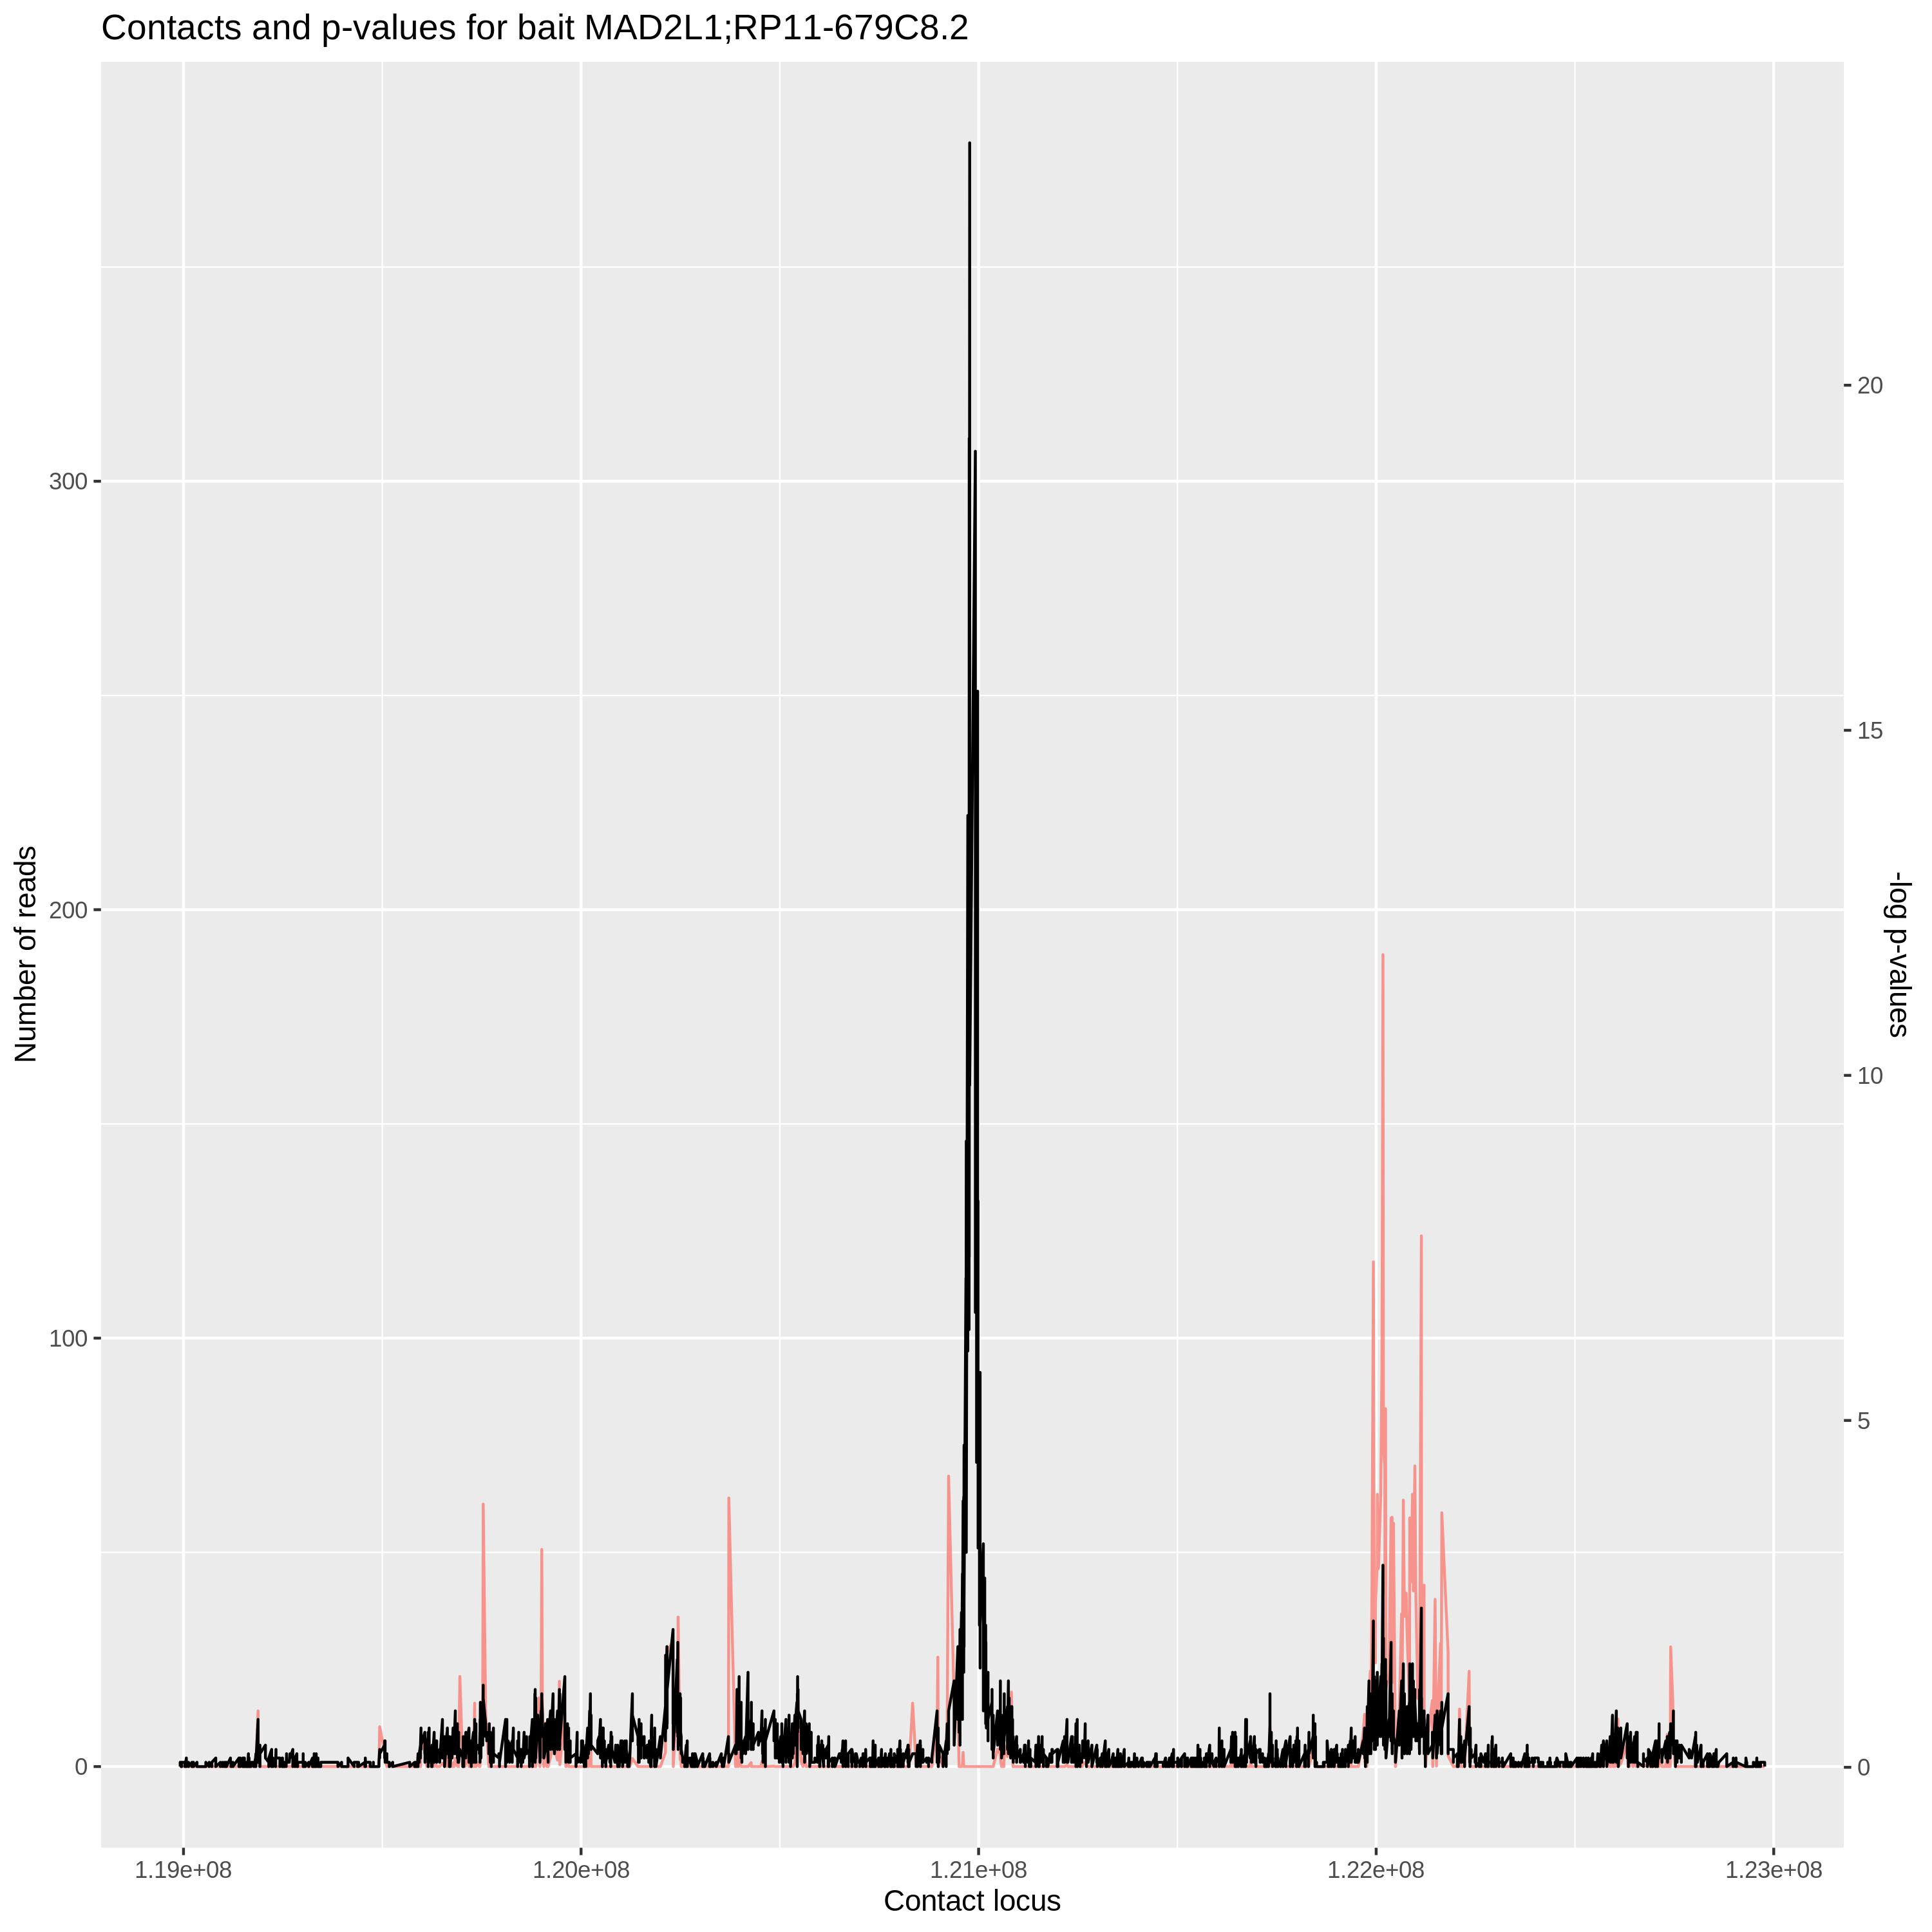 Contacts and p-values for bait MAD2L1;RP11-679C8.2
Number of reads
300
200
100
0
20
15
10
5
0
-log p-values
1.19e+08
1.20e+08
1.21e+08
1.22e+08
1.23e+08
Contact locus